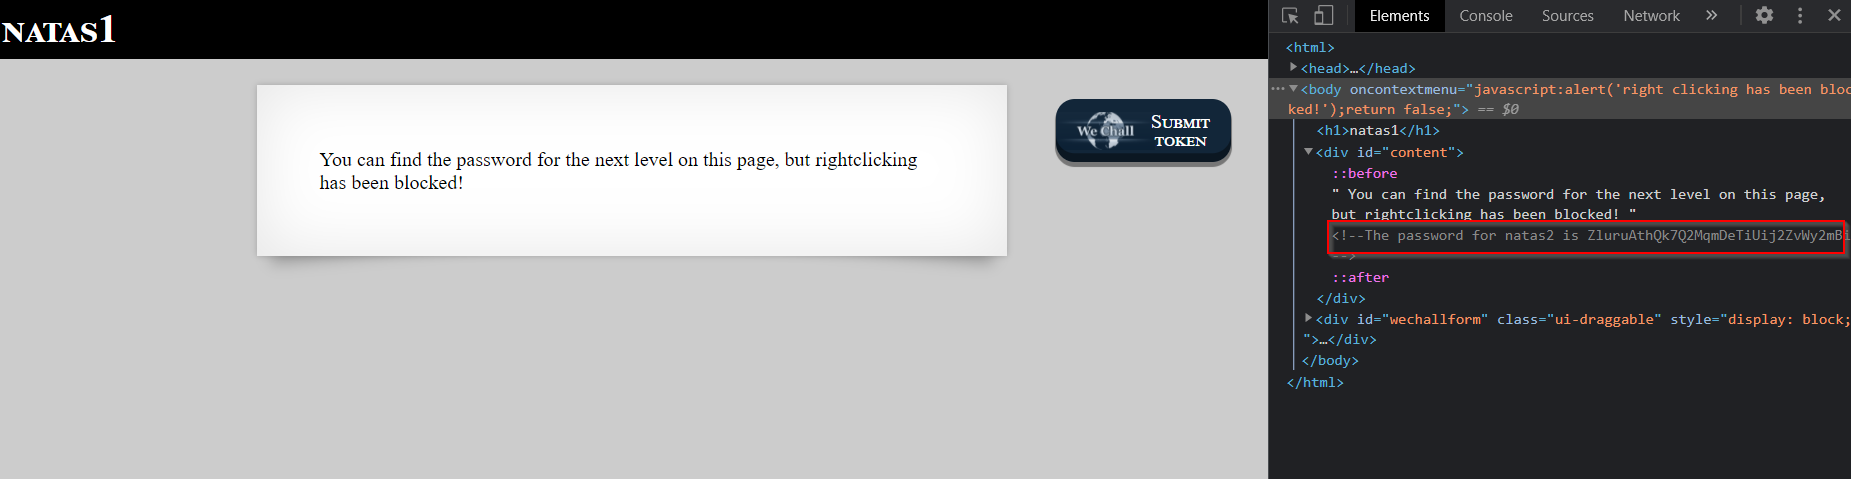 NATAS1
You can find the password for the next level on this page, but rightclicking
has been blocked!
We Chall
SUBMIT
TOKEN
Elements Console Sources Network »
<html>
<head>…</head>
<body oncontextmenu="javascript:alert('right clicking has been bloc
ked!');return false;"> == $0
<h1>natas1</h1>
<div id="content">
::before
" You can find the password for the next level on this page,
but rightclicking has been blocked! "
<!--The password for natas2 is ZluruAthQk7Q2MqmDeTiUij2ZvWy2mBi
-->
::after
</div>
<div id="wechallform" class="ui-draggable" style="display: block;
">…</div>
</body>
</html>